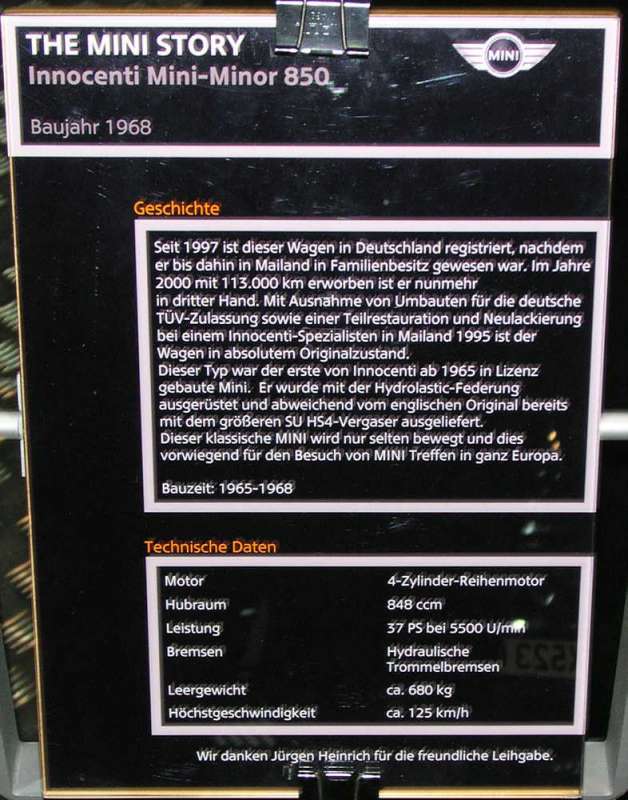 THE MINI STORY
MINI
Innocenti Mini-Minor 850
Baujahr 1968
Geschichte
Seit 1997 ist dieser Wagen in Deutschland registriert, nachdem
er bis dahin in Mailand in Familienbesitz gewesen war. Im Jahre
2000 mit 113.000 km erworben ist er nunmehr
in dritter Hand. Mit Ausnahme von Umbauten für die deutsche
TÜV-Zulassung sowie einer Teilrestauration und Neulackierung
bei einem Innocenti-Spezialisten in Mailand 1995 ist der
Wagen in absolutem Originalzustand.
Dieser Typ war der erste von Innocenti ab 1965 in Lizenz
gebaute Mini. Er wurde mit der Hydrolastic-Federung
ausgerüstet und abweichend vom englischen Original bereits
mit dem größeren SU HS4-Vergaser ausgeliefert.
Dieser klassische MINI wird nur selten bewegt und dies
vorwiegend für den Besuch von MINI Treffen in ganz Europa.
Bauzeit: 1965-1968
Technische Daten
Motor 4-Zylinder-Reihenmotor
Hubraum 848 ccm
Leistung 37 PS bei 5500 U/min
Bremsen Hydraulische
Trommelbremsen
Leergewicht ca. 680 kg
Höchstgeschwindigkeit ca. 125 km/h
Wir danken Jürgen Heinrich für die freundliche Leihgabe.